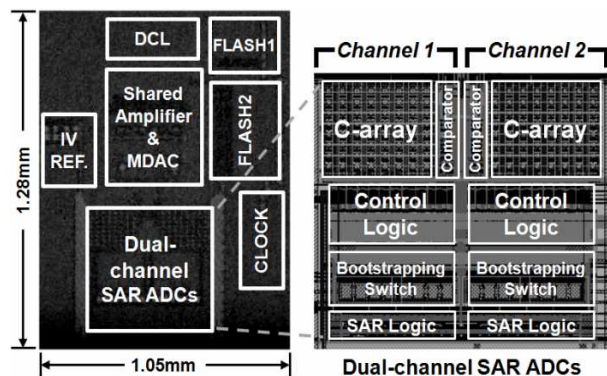 DCL
FLASH1
Shared
Amplifier
&
MDAC
FLASH2
IV
REF.
CLOCK
Dual-
channel
SAR ADCs
1.28mm
1.05mm
Channel 1
Channel 2
C-array
Comparator
Comparator
C-array
Control
Logic
Control
Logic
Bootstrapping
Switch
Bootstrapping
Switch
SAR Logic
SAR Logic
Dual-channel SAR ADCs